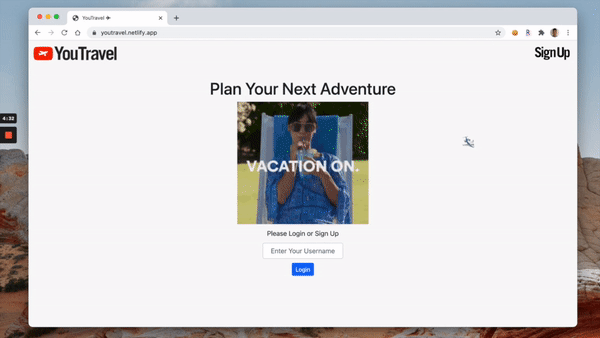 YouTravel
youtravel.netlify.app
YouTravel
Sign Up
Plan Your Next Adventure
VACATION ON.
4:32
Please Login or Sign Up
Enter Your Username
Login